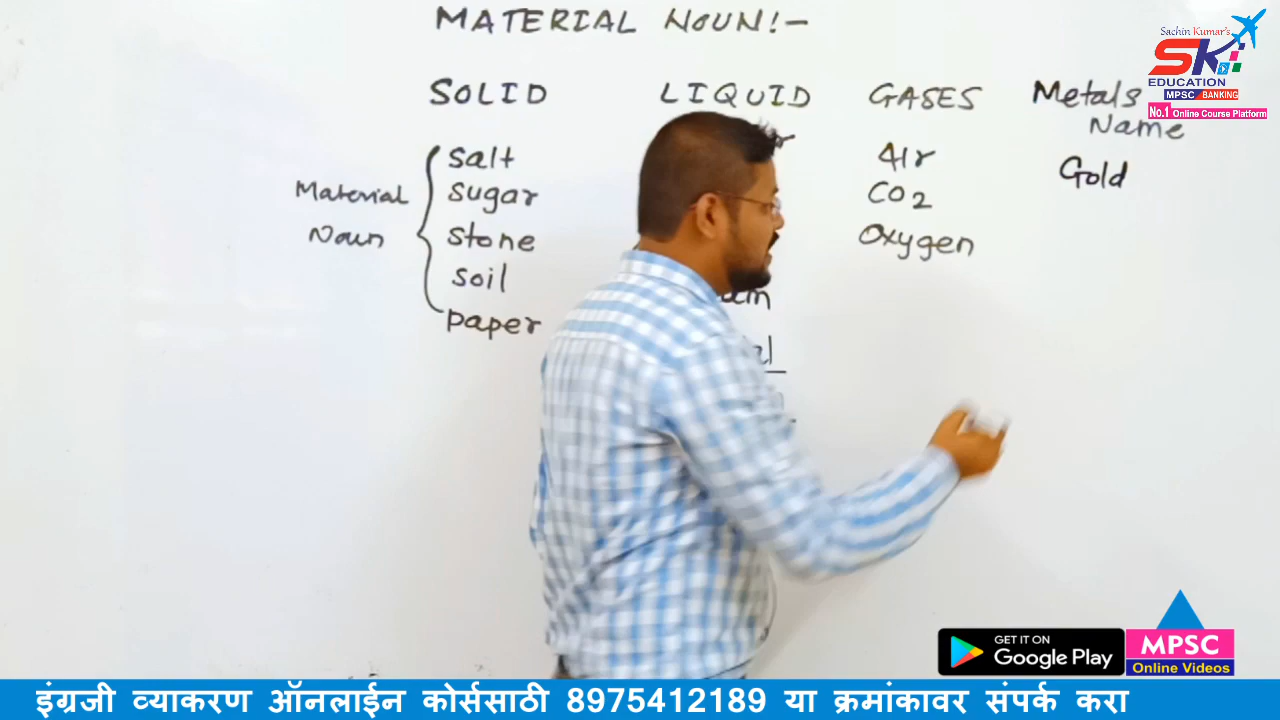 MATERIAL NOUN!-
Sachin Kumar's
SK
EDUCATION
MPSC BANKING
No.1 Online Course Platform
SOLID
LIQUID
GASES
Metals
Name
Material
Noun
Salt
Sugar
Stone
Soil
paper
AIr
CO2
Oxygen
Gold
GET IT ON
Google Play
MPSC
Online Videos
इंग्रजी व्याकरण ऑनलाईन कोर्ससाठी 8975412189 या क्रमांकावर संपर्क करा